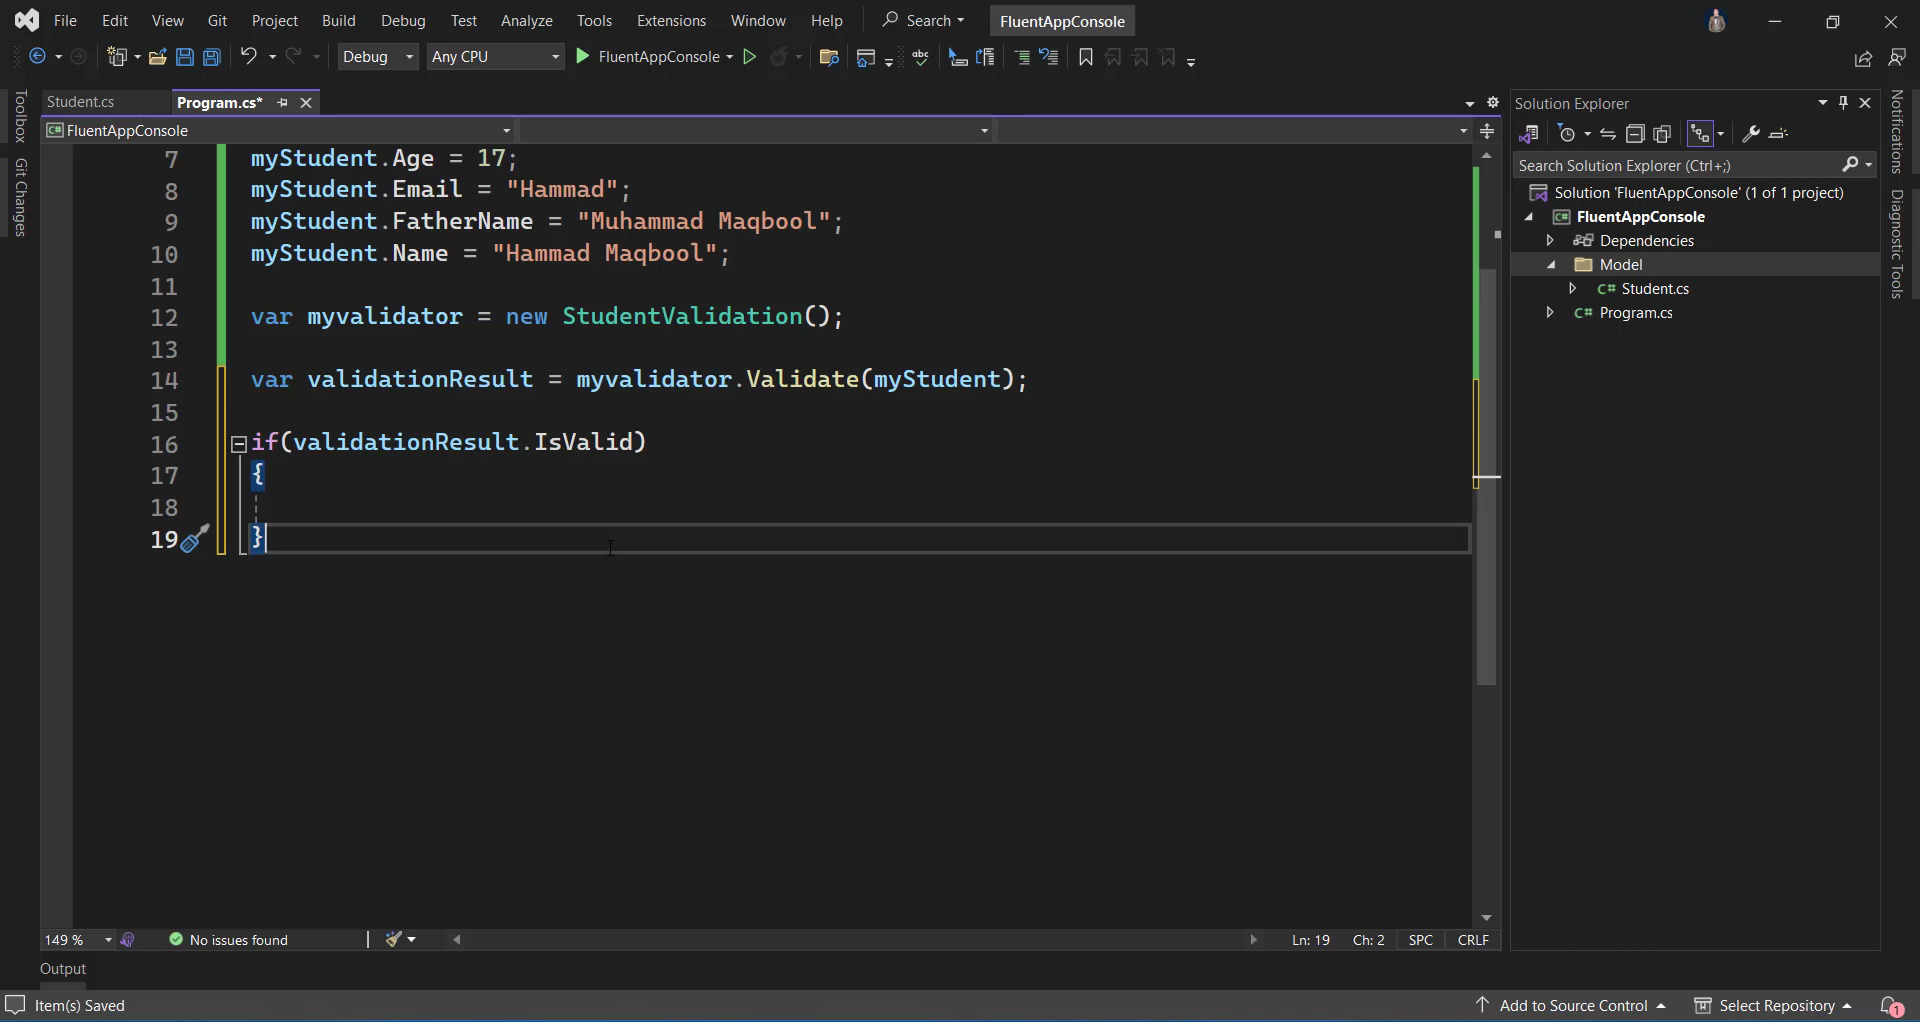 File Edit View Git Project Build Debug Test Analyze Tools Extensions Window Help Search FluentAppConsole
Debug Any CPU FluentAppConsole
Toolbox
Git Changes
Student.cs Program.cs*
FluentAppConsole
7 myStudent.Age = 17;
8 myStudent.Email = "Hammad";
9 myStudent.FatherName = "Muhammad Maqbool";
10 myStudent.Name = "Hammad Maqbool";
11
12 var myvalidator = new StudentValidation();
13
14 var validationResult = myvalidator.Validate(myStudent);
15
16 if(validationResult.IsValid)
17 {
18
19 }
149 % No issues found Ln: 19 Ch: 2 SPC CRLF
Output
Solution Explorer
Search Solution Explorer (Ctrl+;)
Solution 'FluentAppConsole' (1 of 1 project)
C# FluentAppConsole
Dependencies
Model
C# Student.cs
C# Program.cs
Notifications
Diagnostic Tools
Item(s) Saved Add to Source Control Select Repository 1